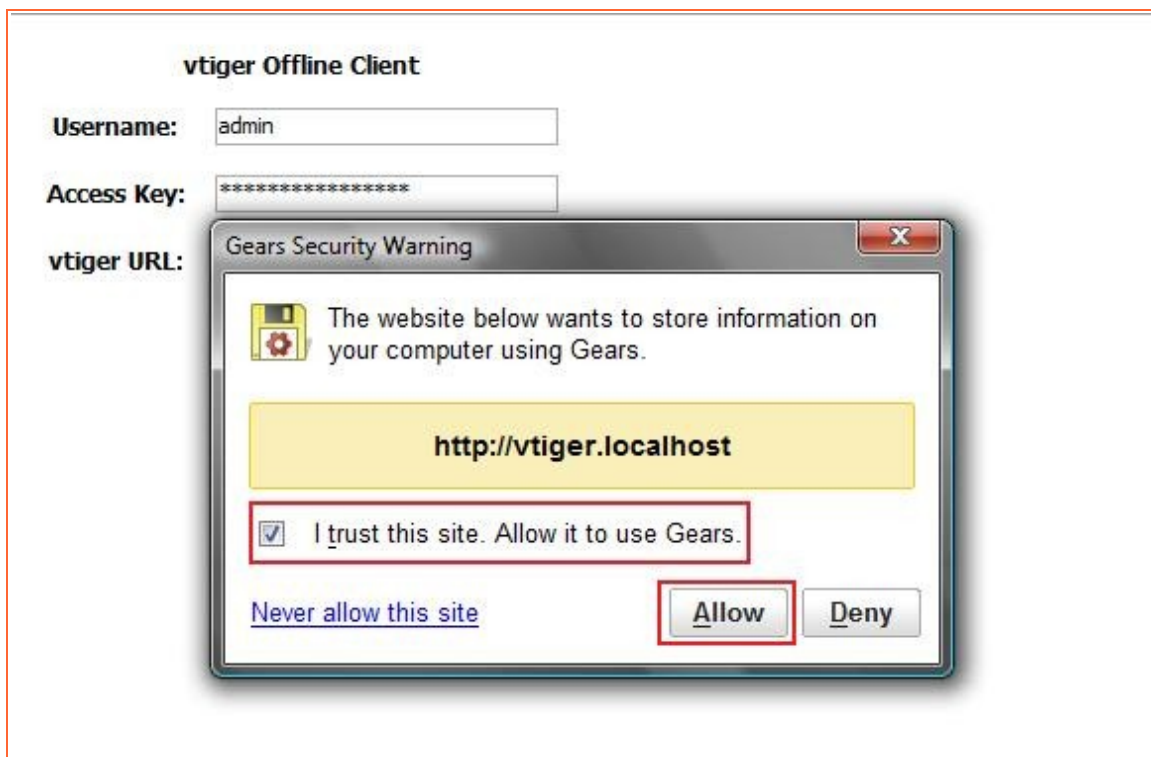 vtiger Offline Client
Username: admin
Access Key: ****************
vtiger URL:
Gears Security Warning
X
The website below wants to store information on
your computer using Gears.
http://vtiger.localhost
I trust this site. Allow it to use Gears.
Never allow this site Allow Deny